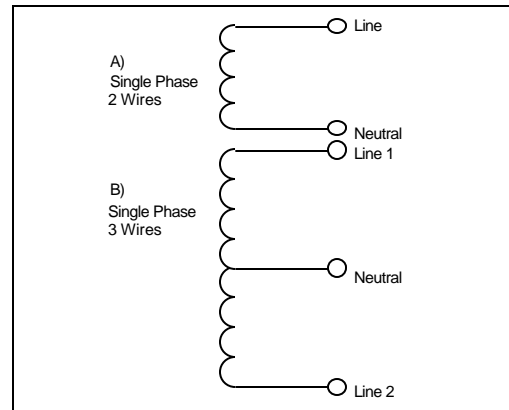 A)
Single Phase
2 Wires
Line
Neutral
Line 1
B)
Single Phase
3 Wires
Neutral
Line 2